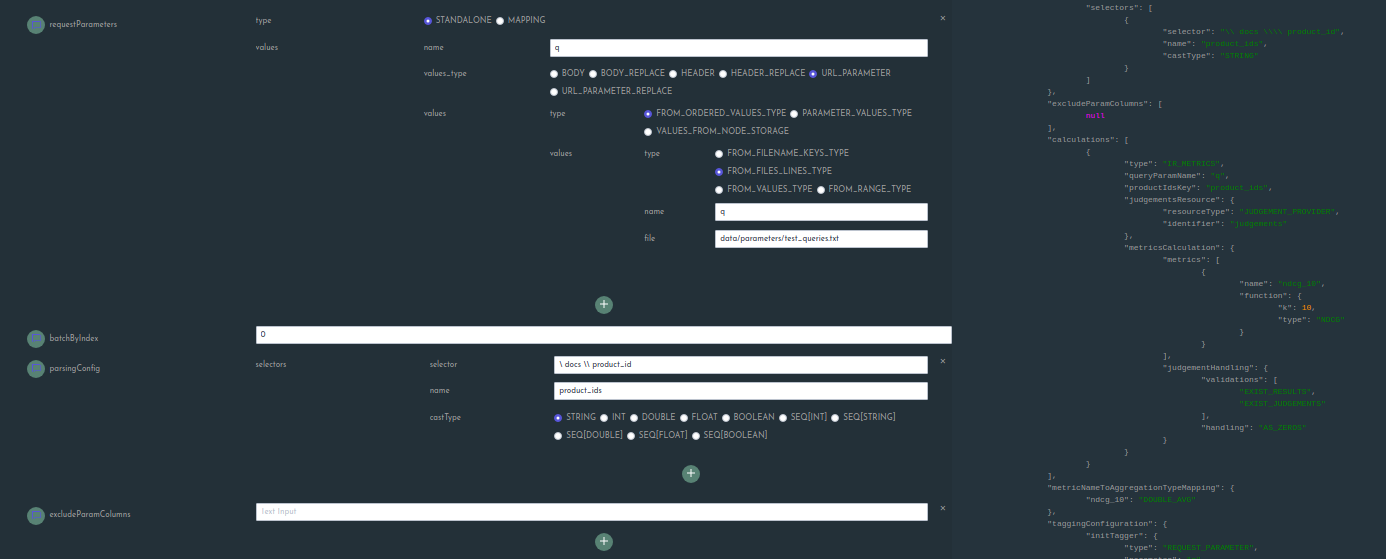 requestParameters
type
STANDALONE
MAPPING
×
values
name
q
values_type
BODY
BODY_REPLACE
HEADER
HEADER_REPLACE
URL_PARAMETER
URL_PARAMETER_REPLACE
values
type
FROM_ORDERED_VALUES_TYPE
PARAMETER_VALUES_TYPE
VALUES_FROM_NODE_STORAGE
values
type
FROM_FILENAME_KEYS_TYPE
FROM_FILES_LINES_TYPE
FROM_VALUES_TYPE
FROM_RANGE_TYPE
name
q
file
data/parameters/test_queries.txt
+
batchByIndex
0
parsingConfig
selectors
selector
\ docs \\ product_id
×
name
product_ids
castType
STRING
INT
DOUBLE
FLOAT
BOOLEAN
SEQ[INT]
SEQ[STRING]
SEQ[DOUBLE]
SEQ[FLOAT]
SEQ[BOOLEAN]
+
excludeParamColumns
Text Input
×
+
"selectors": [
{
"selector": "\\ docs \\\\ product_id",
"name": "product_ids",
"castType": "STRING"
}
]
},
"excludeParamColumns": [
null
],
"calculations": [
{
"type": "IR_METRICS",
"queryParamName": "q",
"productIdsKey": "product_ids",
"judgementsResource": {
"resourceType": "JUDGEMENT_PROVIDER",
"identifier": "judgements"
},
"metricsCalculation": {
"metrics": [
{
"name": "ndcg_10",
"function": {
"k": 10,
"type": "NDCG"
}
}
],
"judgementHandling": {
"validations": [
"EXIST_RESULTS",
"EXIST_JUDGEMENTS"
],
"handling": "AS_ZEROS"
}
}
}
],
"metricNameToAggregationTypeMapping": {
"ndcg_10": "DOUBLE_AVG"
},
"taggingConfiguration": {
"initTagger": {
"type": "REQUEST_PARAMETER",